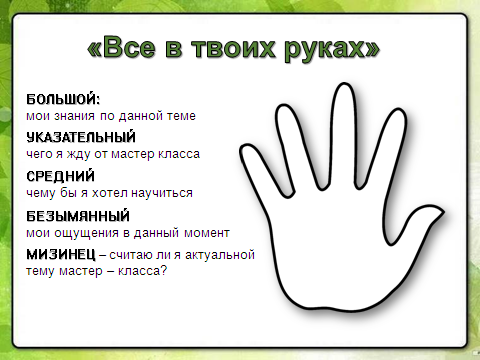 «Все в твоих руках»
БОЛЬШОЙ:
мои знания по данной теме
УКАЗАТЕЛЬНЫЙ
чего я жду от мастер класса
СРЕДНИЙ
чему бы я хотел научиться
БЕЗЫМЯННЫЙ
мои ощущения в данный момент
МИЗИНЕЦ – считаю ли я актуальной
тему мастер – класса?